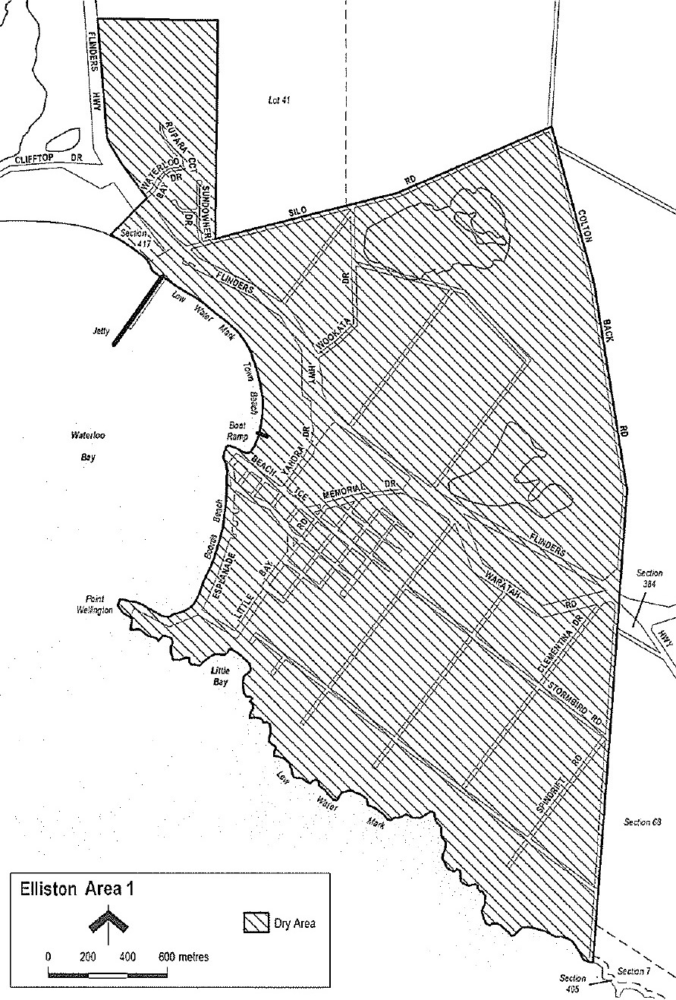 FLINDERS
HWY
Lot 41
CLIFFTOP DR
RUPARA CCT
WATERLOO
BAY
DR
SUNDOWNER
DR
SILO
RD
COLTON
BACK
RD
Section
417
FLINDERS
HWY
Low Water Mark
Jetty
WOOKATA
DR
Town Beach
Boat
Ramp
Waterloo
Bay
YANDRA
DR
BEACH
ICE
MEMORIAL DR
RD
Boords Beach
ESPLANADE
LITTLE
BAY
FLINDERS
WARATAH
RD
Section
384
HWY
Point
Wellington
CLEMENTINA DR
STORMBIRD RD
Little
Bay
SPINDRIFT RD
Low Water Mark
Section 68
Elliston Area 1
Dry Area
0 200 400 600 metres
Section 7
Section
405